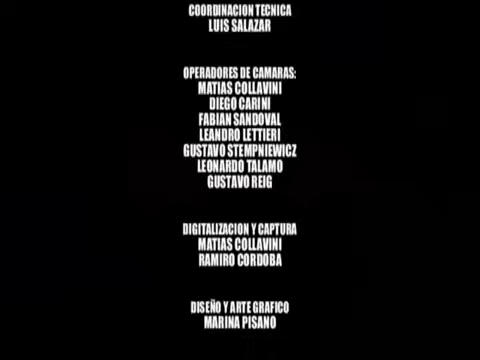 COORDINACION TECNICA
LUIS SALAZAR
OPERADORES DE CAMARAS:
MATIAS COLLAVINI
DIEGO CARINI
FABIAN SANDOVAL
LEANDRO LETTIERI
GUSTAVO STEMPNIEWICZ
LEONARDO TALAMO
GUSTAVO REIG
DIGITALIZACION Y CAPTURA
MATIAS COLLAVINI
RAMIRO CORDOBA
DISEÑO Y ARTE GRAFICO
MARINA PISANO